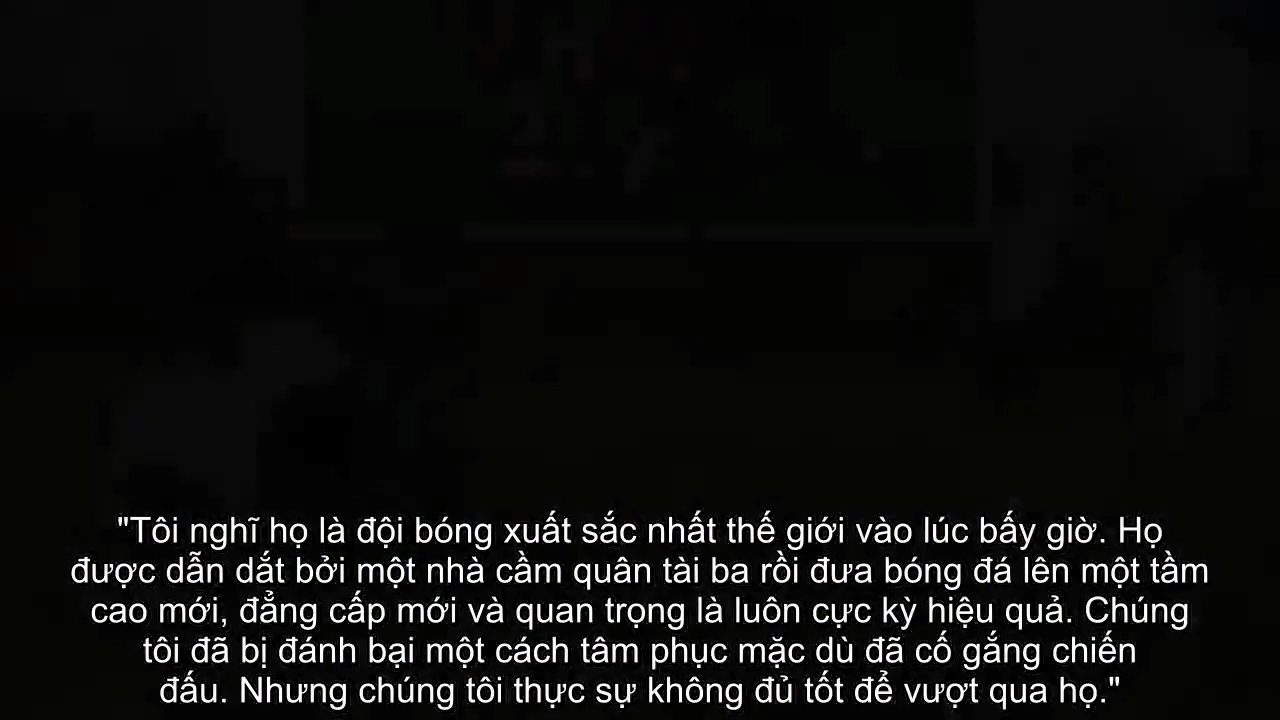 "Tôi nghĩ họ là đội bóng xuất sắc nhất thế giới vào lúc bấy giờ. Họ
được dẫn dắt bởi một nhà cầm quân tài ba rồi đưa bóng đá lên một tầm
cao mới, đẳng cấp mới và quan trọng là luôn cực kỳ hiệu quả. Chúng
tôi đã bị đánh bại một cách tâm phục mặc dù đã cố gắng chiến
đấu. Nhưng chúng tôi thực sự không đủ tốt để vượt qua họ."